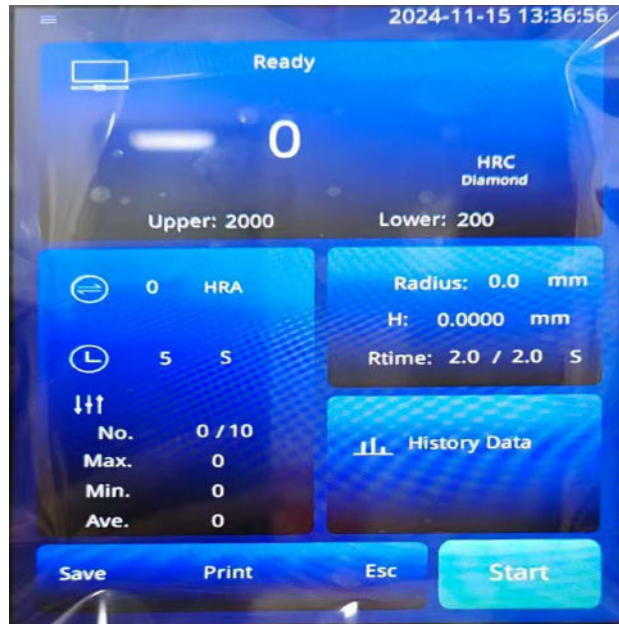 2024-11-15 13:36:56
Ready
0
HRC
Diamond
Upper: 2000 Lower: 200
0 HRA
5 S
No. 0 / 10
Max. 0
Min. 0
Ave. 0
Radius: 0.0 mm
H: 0.0000 mm
Rtime: 2.0 / 2.0 S
History Data
Save Print Esc Start